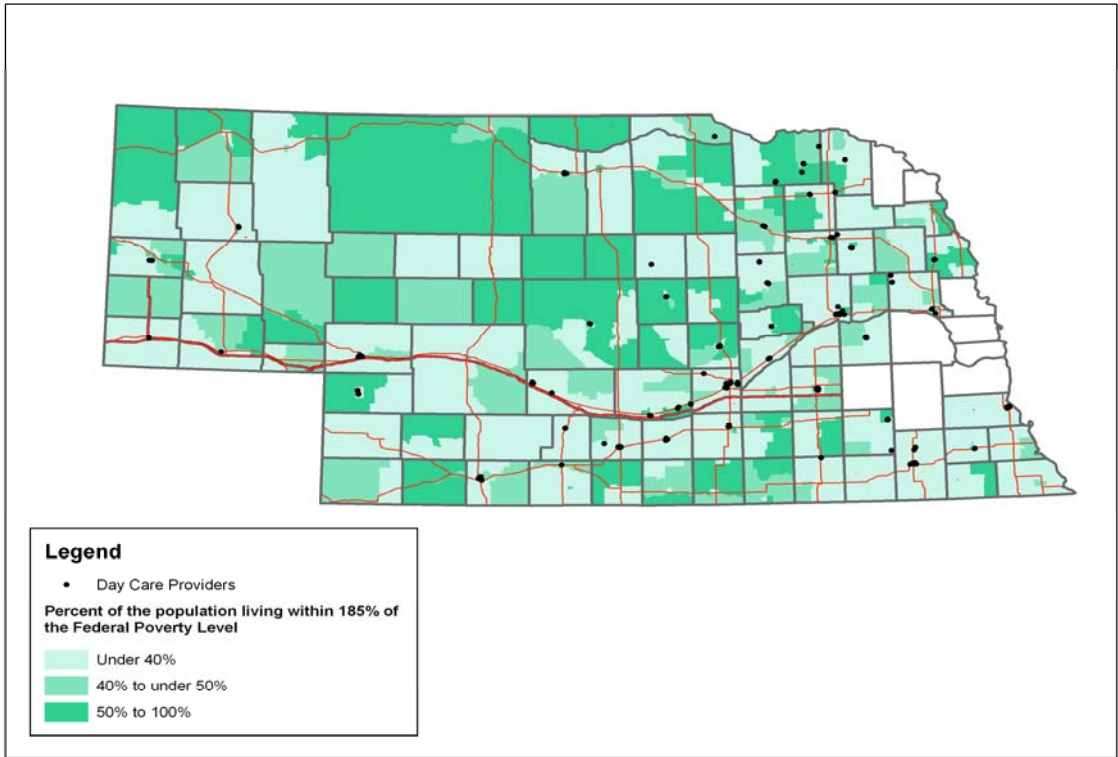 Legend
Day Care Providers
Percent of the population living within 185% of
the Federal Poverty Level
Under 40%
40% to under 50%
50% to 100%